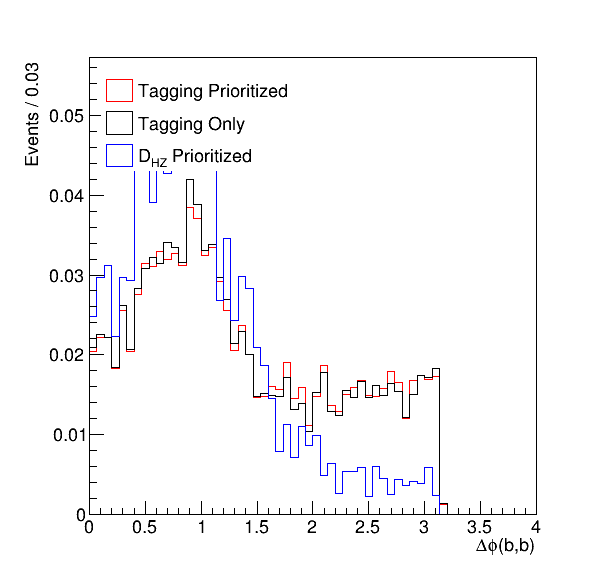 Events / 0.03
Tagging Prioritized
Tagging Only
D_HZ Prioritized
0.05
0.04
0.03
0.02
0.01
0
0 0.5 1 1.5 2 2.5 3 3.5 4
Δϕ(b,b)